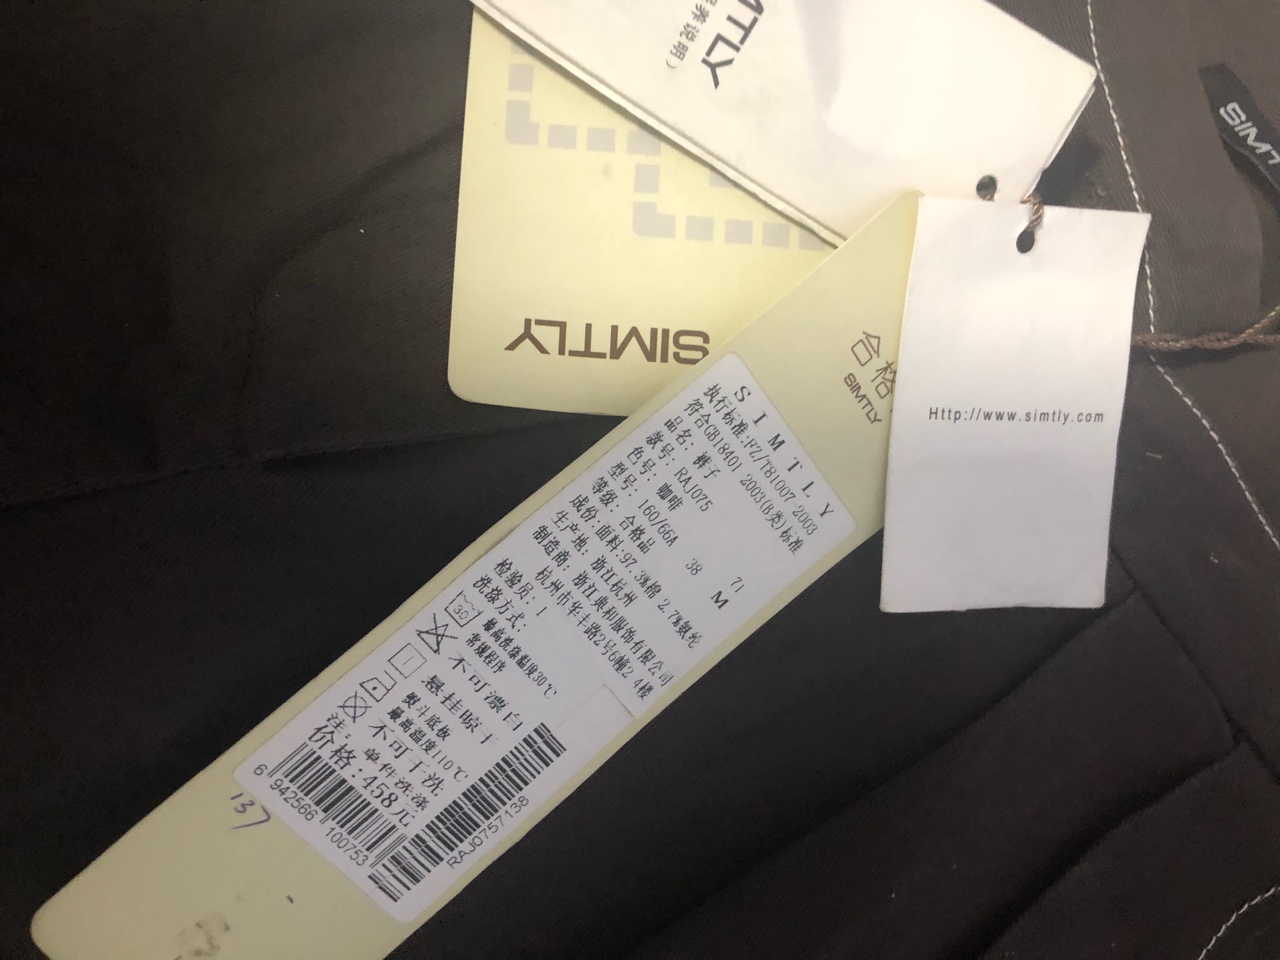 SIMTLY
养说明)
SIMTLY
SIMT
合格
SIMTLY
Http://www.simtly.com
SIMTLY
执行标准:FZ/T81007-2003
符合GB18401 2003(B类)标准
品名: 裤子
款号: RAJ075
色号: 咖啡
型号: 160/66A 38 71
等级: 合格品 M
成份:面料:97.3%棉 2.7%氨纶
生产地: 浙江杭州
制造商: 浙江典和服饰有限公司
杭州市华丰路2号6幢2.4楼
检验员: 1
洗涤方式:
30 最高洗涤温度30℃
常规程序
不可漂白
悬挂晾干
熨斗底板
最高温度110℃
不可干洗
注: 单件洗涤
价格:458元
6 942566 100753
RAJ0757138
137